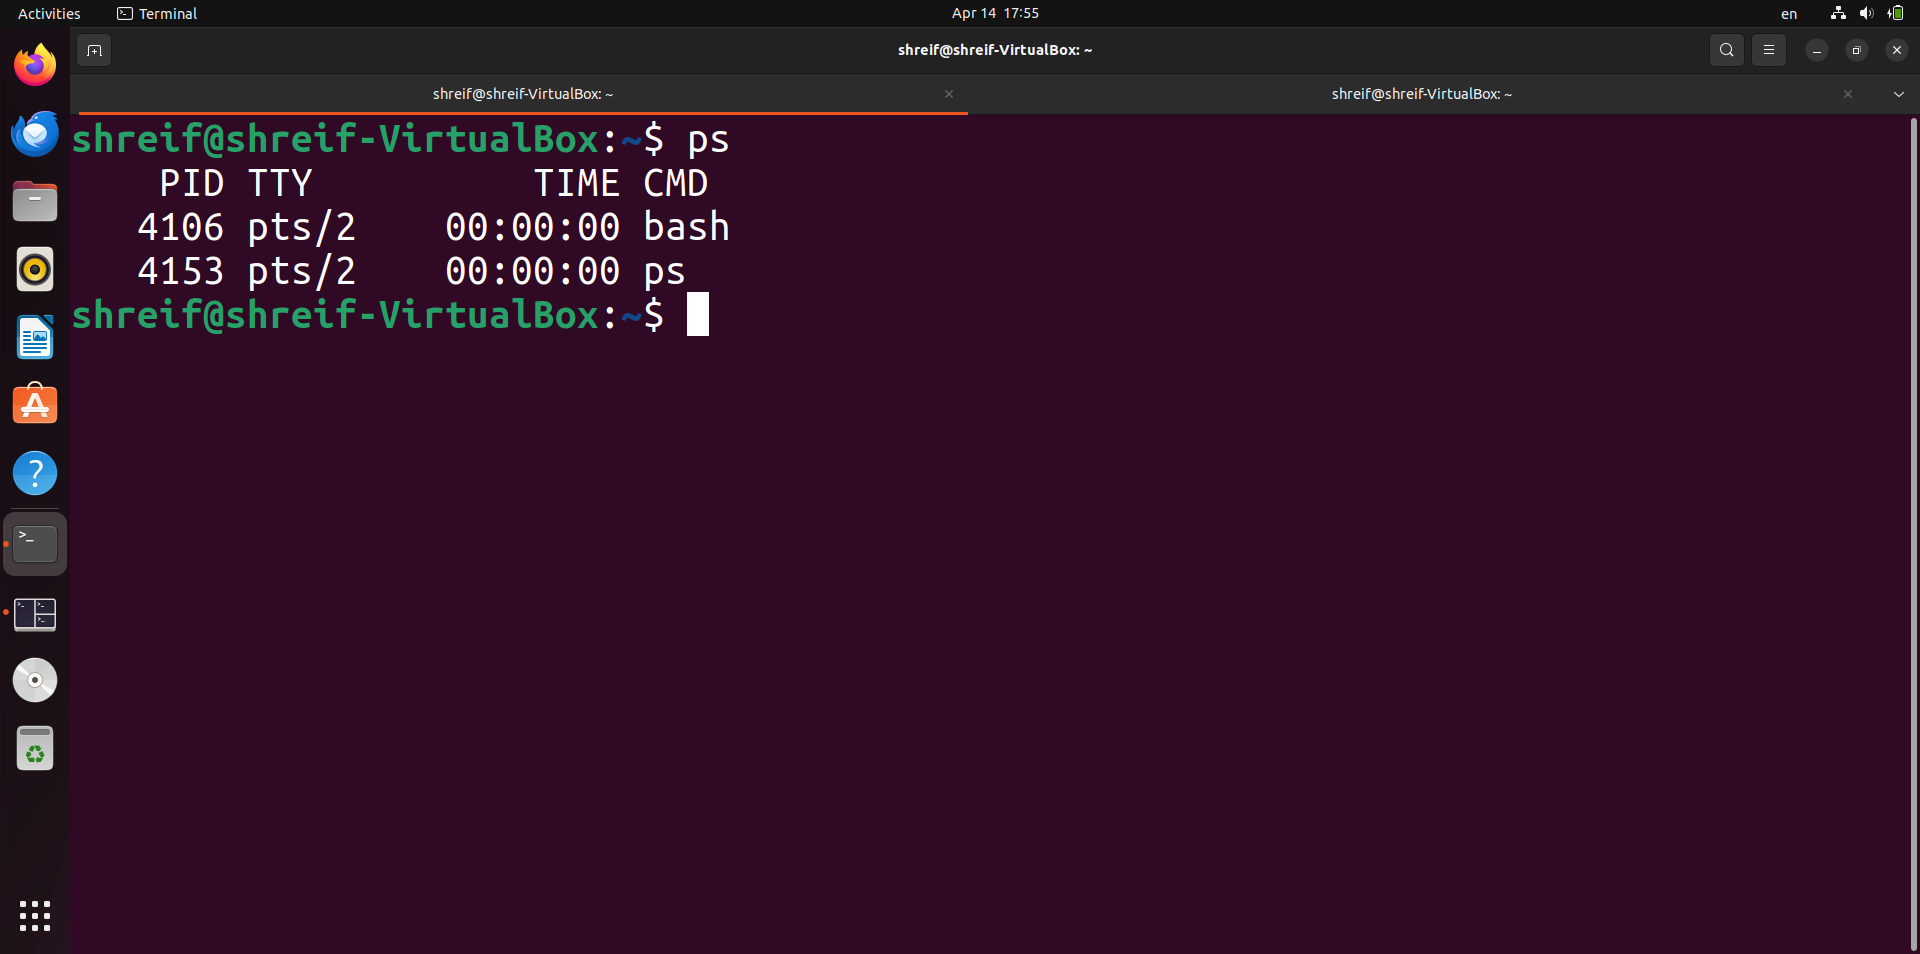 Activities Terminal Apr 14 17:55 en
shreif@shreif-VirtualBox: ~
shreif@shreif-VirtualBox: ~ shreif@shreif-VirtualBox: ~
shreif@shreif-VirtualBox:~$ ps
PID TTY TIME CMD
4106 pts/2 00:00:00 bash
4153 pts/2 00:00:00 ps
shreif@shreif-VirtualBox:~$